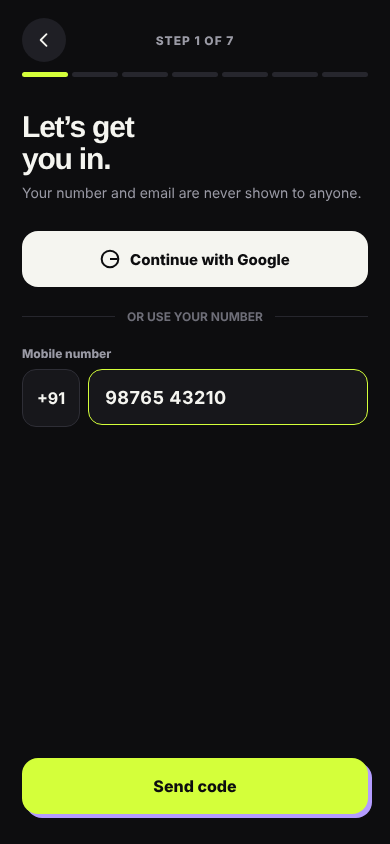 STEP 1 OF 7
Let’s get
you in.
Your number and email are never shown to anyone.
Continue with Google
OR USE YOUR NUMBER
Mobile number
+91
98765 43210
Send code